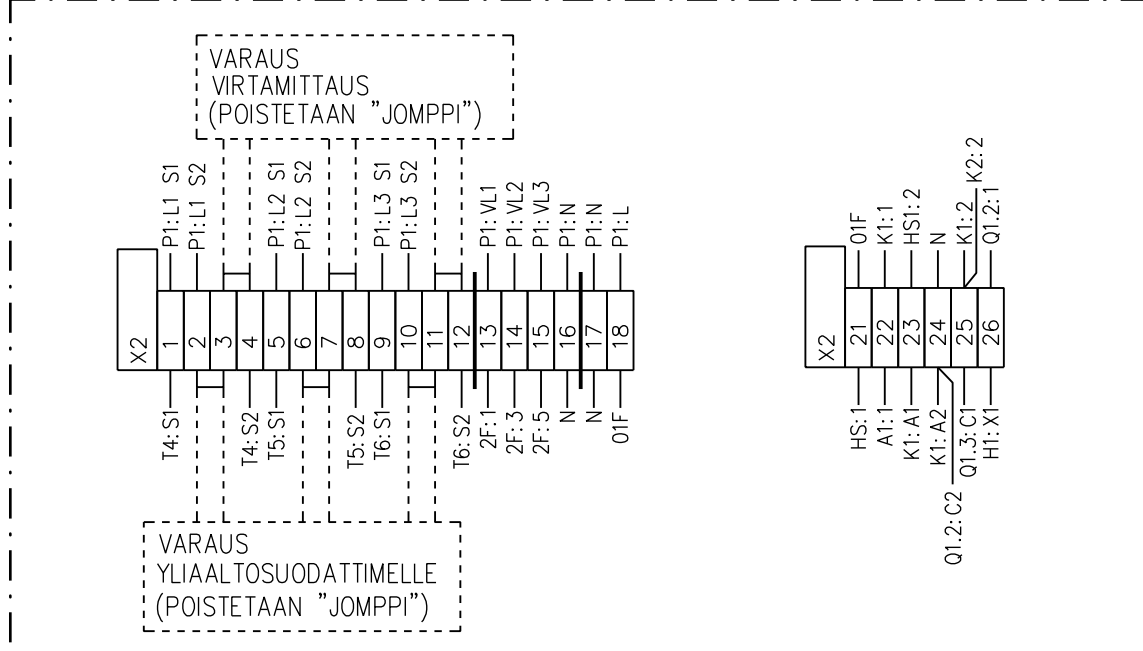 VARAUS
VIRTAMITTAUS
(POISTETAAN "JOMPPI")
P1:L1 S1
P1:L1 S2
P1:L2 S1
P1:L2 S2
P1:L3 S1
P1:L3 S2
P1:VL1
P1:VL2
P1:VL3
P1:N
P1:N
P1:L
X2
1
2
3
4
5
6
7
8
9
10
11
12
13
14
15
16
17
18
T4:S1
T4:S2
T5:S1
T5:S2
T6:S1
T6:S2
2F:1
2F:3
2F:5
N
N
01F
VARAUS
YLIAALTOSUODATTIMELLE
(POISTETAAN "JOMPPI")
01F
K1:1
HS1:2
N
K1:2
K2:2
Q1.2:1
X2
21
22
23
24
25
26
HS:1
A1:1
K1:A1
K1:A2
Q1.2:C2
Q1.3:C1
H1:X1